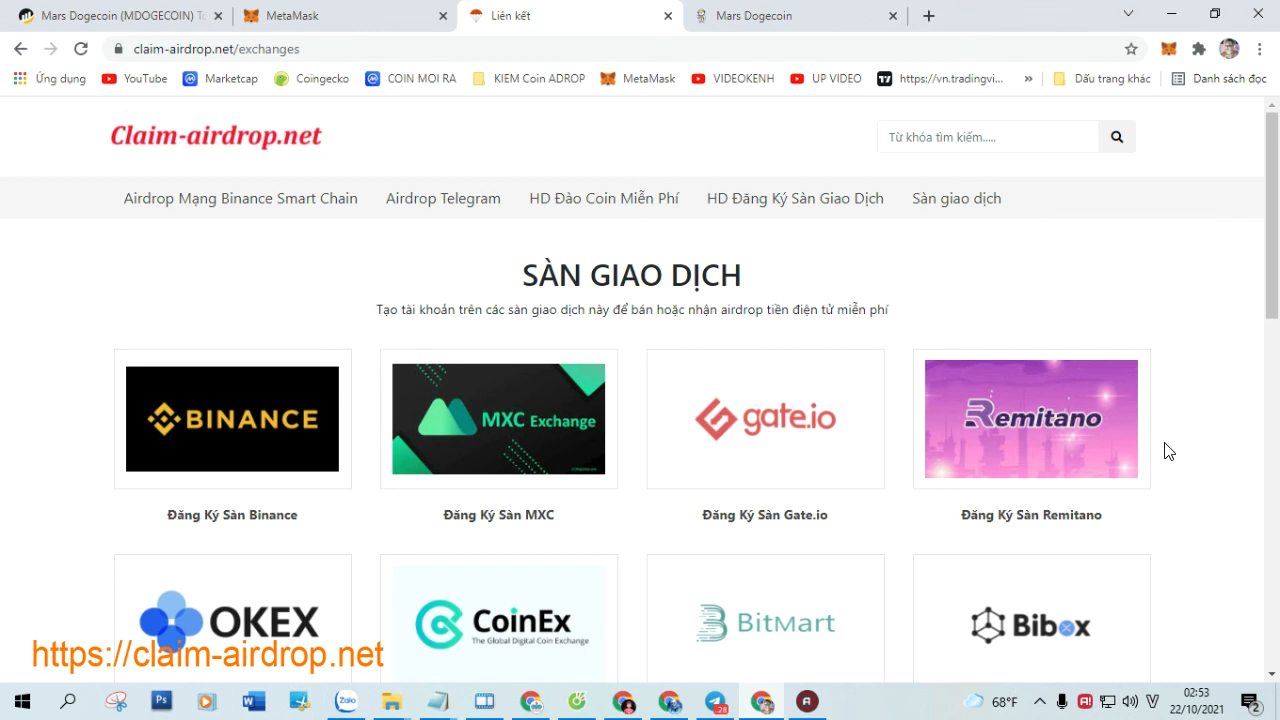 Mars Dogecoin (MDOGECOIN) To
MetaMask
Liên kết
Mars Dogecoin
claim-airdrop.net/exchanges
Ứng dụng
YouTube
Marketcap
Coingecko
COIN MOI RA
KIEM Coin ADROP
MetaMask
VIDEOKENH
UP VIDEO
https://vn.tradingvi...
»
Dấu trang khác
Danh sách đọc
Claim-airdrop.net
Từ khóa tìm kiếm.....
Airdrop Mạng Binance Smart Chain
Airdrop Telegram
HD Đào Coin Miễn Phí
HD Đăng Ký Sàn Giao Dịch
Sàn giao dịch
SÀN GIAO DỊCH
Tạo tài khoản trên các sàn giao dịch này để bán hoặc nhận airdrop tiền điện tử miễn phí
BINANCE
MXC Exchange
gate.io
Remitano
Đăng Ký Sàn Binance
Đăng Ký Sàn MXC
Đăng Ký Sàn Gate.io
Đăng Ký Sàn Remitano
OKEX
CoinEx
The Global Digital Coin Exchange
BitMart
Bibox
https://claim-airdrop.net
Ps
Zalo
28
68°F
V
02:53
22/10/2021
2